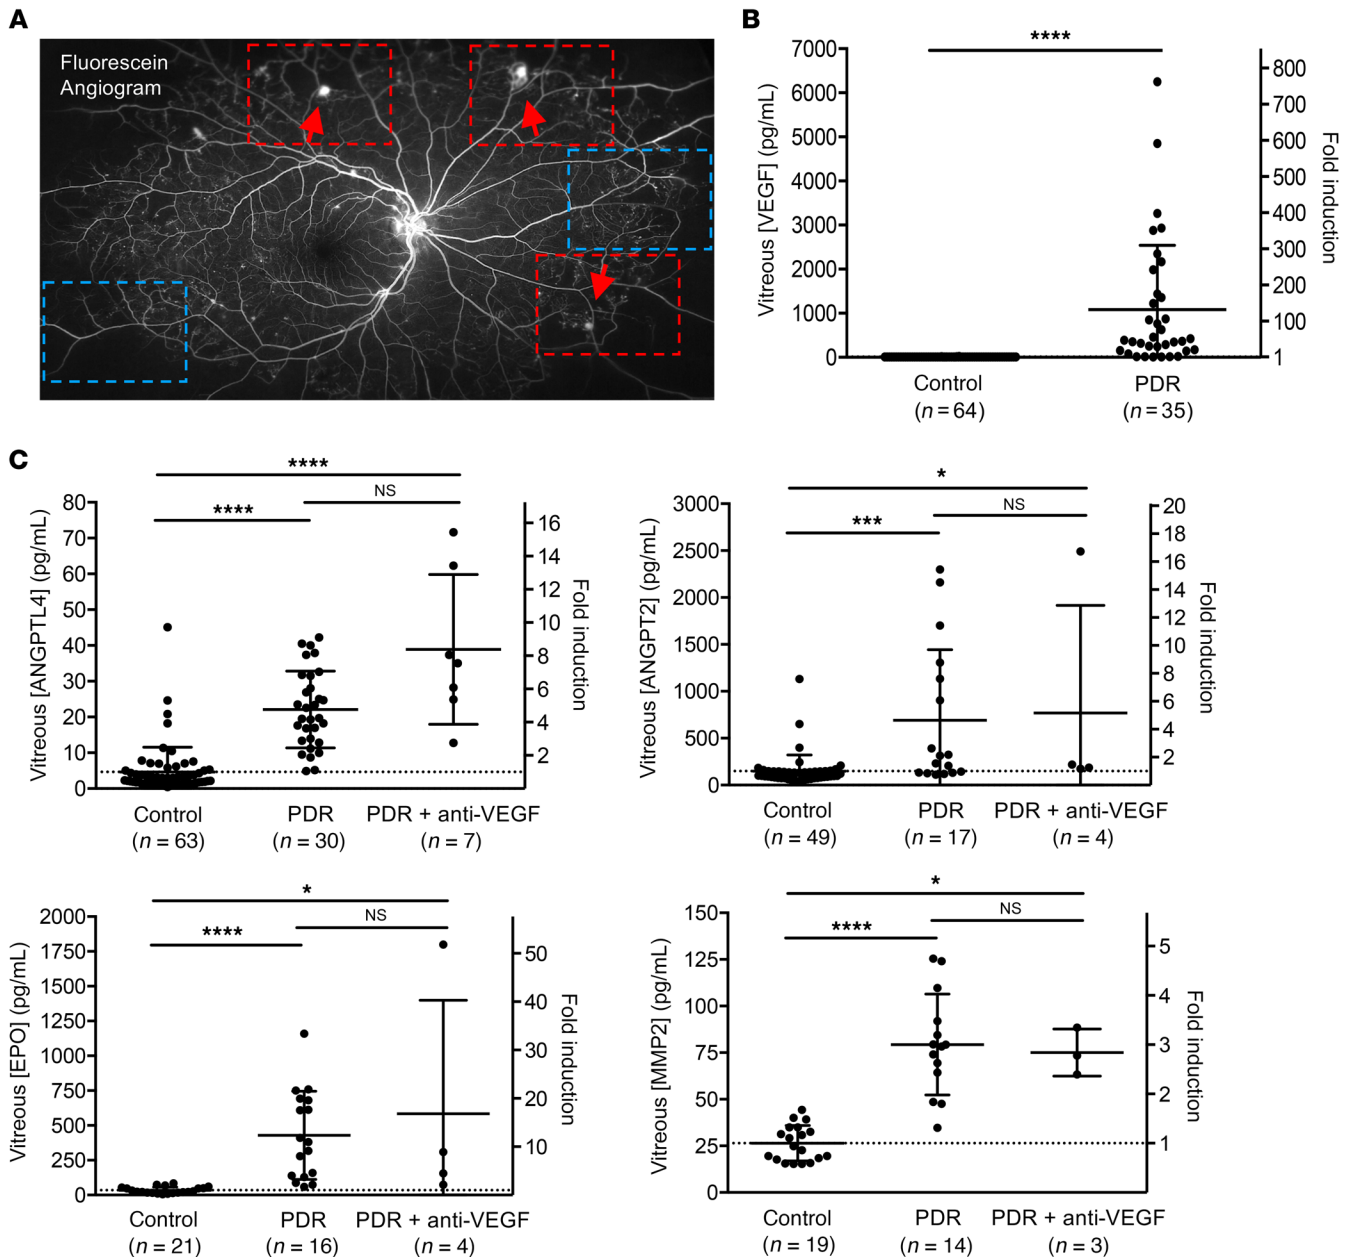 A
Fluorescein
Angiogram
B
****
7000
6000
5000
4000
3000
2000
1000
0
Vitreous [VEGF] (pg/mL)
800
700
600
500
400
300
200
100
1
Fold induction
Control
(n = 64)
PDR
(n = 35)
C
****
NS
****
80
70
60
50
40
30
20
10
0
Vitreous [ANGPTL4] (pg/mL)
16
14
12
10
8
6
4
2
Fold induction
Control
(n = 63)
PDR
(n = 30)
PDR + anti-VEGF
(n = 7)
*
NS
***
3000
2500
2000
1500
1000
500
0
Vitreous [ANGPT2] (pg/mL)
20
18
16
14
12
10
8
6
4
2
Fold induction
Control
(n = 49)
PDR
(n = 17)
PDR + anti-VEGF
(n = 4)
*
NS
****
2000
1750
1500
1250
1000
750
500
250
0
Vitreous [EPO] (pg/mL)
50
40
30
20
10
Fold induction
Control
(n = 21)
PDR
(n = 16)
PDR + anti-VEGF
(n = 4)
*
NS
****
150
125
100
75
50
25
0
Vitreous [MMP2] (pg/mL)
5
4
3
2
1
Fold induction
Control
(n = 19)
PDR
(n = 14)
PDR + anti-VEGF
(n = 3)